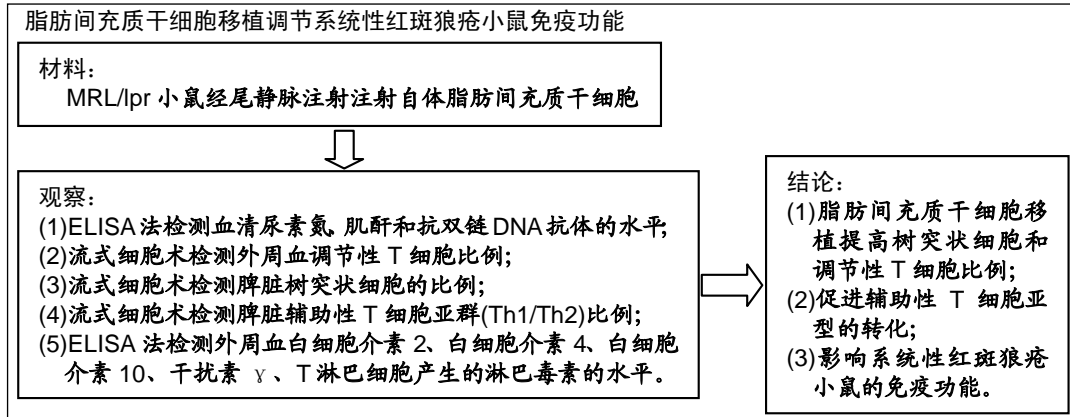 脂肪间充质干细胞移植调节系统性红斑狼疮小鼠免疫功能
材料：
MRL/lpr 小鼠经尾静脉注射注射自体脂肪间充质干细胞
观察：
(1)ELISA 法检测血清尿素氮、肌酐和抗双链 DNA 抗体的水平；
(2)流式细胞术检测外周血调节性 T 细胞比例；
(3)流式细胞术检测脾脏树突状细胞的比例；
(4)流式细胞术检测脾脏辅助性 T 细胞亚群(Th1/Th2)比例；
(5)ELISA 法检测外周血白细胞介素 2、白细胞介素 4、白细胞
介素 10、干扰素 γ、T 淋巴细胞产生的淋巴毒素的水平。
结论：
(1)脂肪间充质干细胞移
植提高树突状细胞和
调节性 T 细胞比例；
(2)促进辅助性 T 细胞亚
型的转化；
(3)影响系统性红斑狼疮
小鼠的免疫功能。